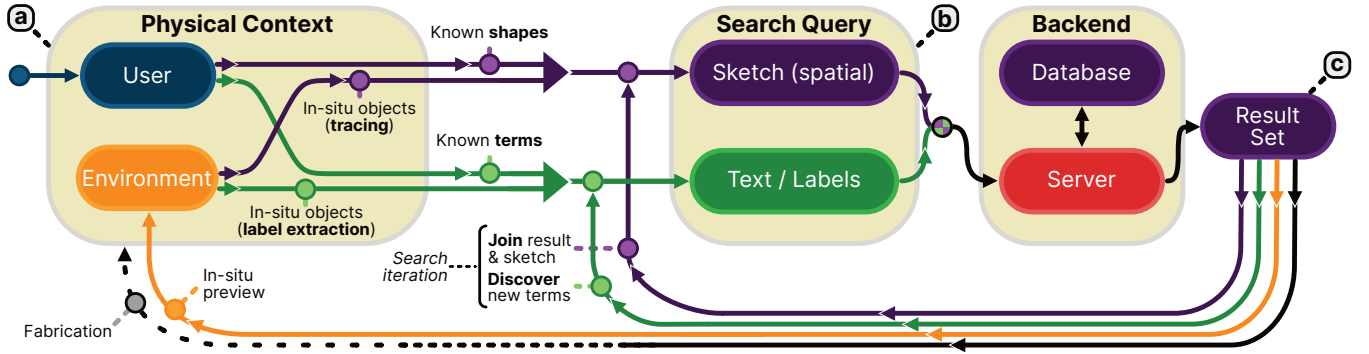 a
Physical Context
User
Environment
Known shapes
In-situ objects
(tracing)
Known terms
In-situ objects
(label extraction)
Search Query
b
Sketch (spatial)
Text / Labels
Backend
Database
Server
c
Result
Set
Search
iteration
Join result
& sketch
Discover
new terms
In-situ
preview
Fabrication